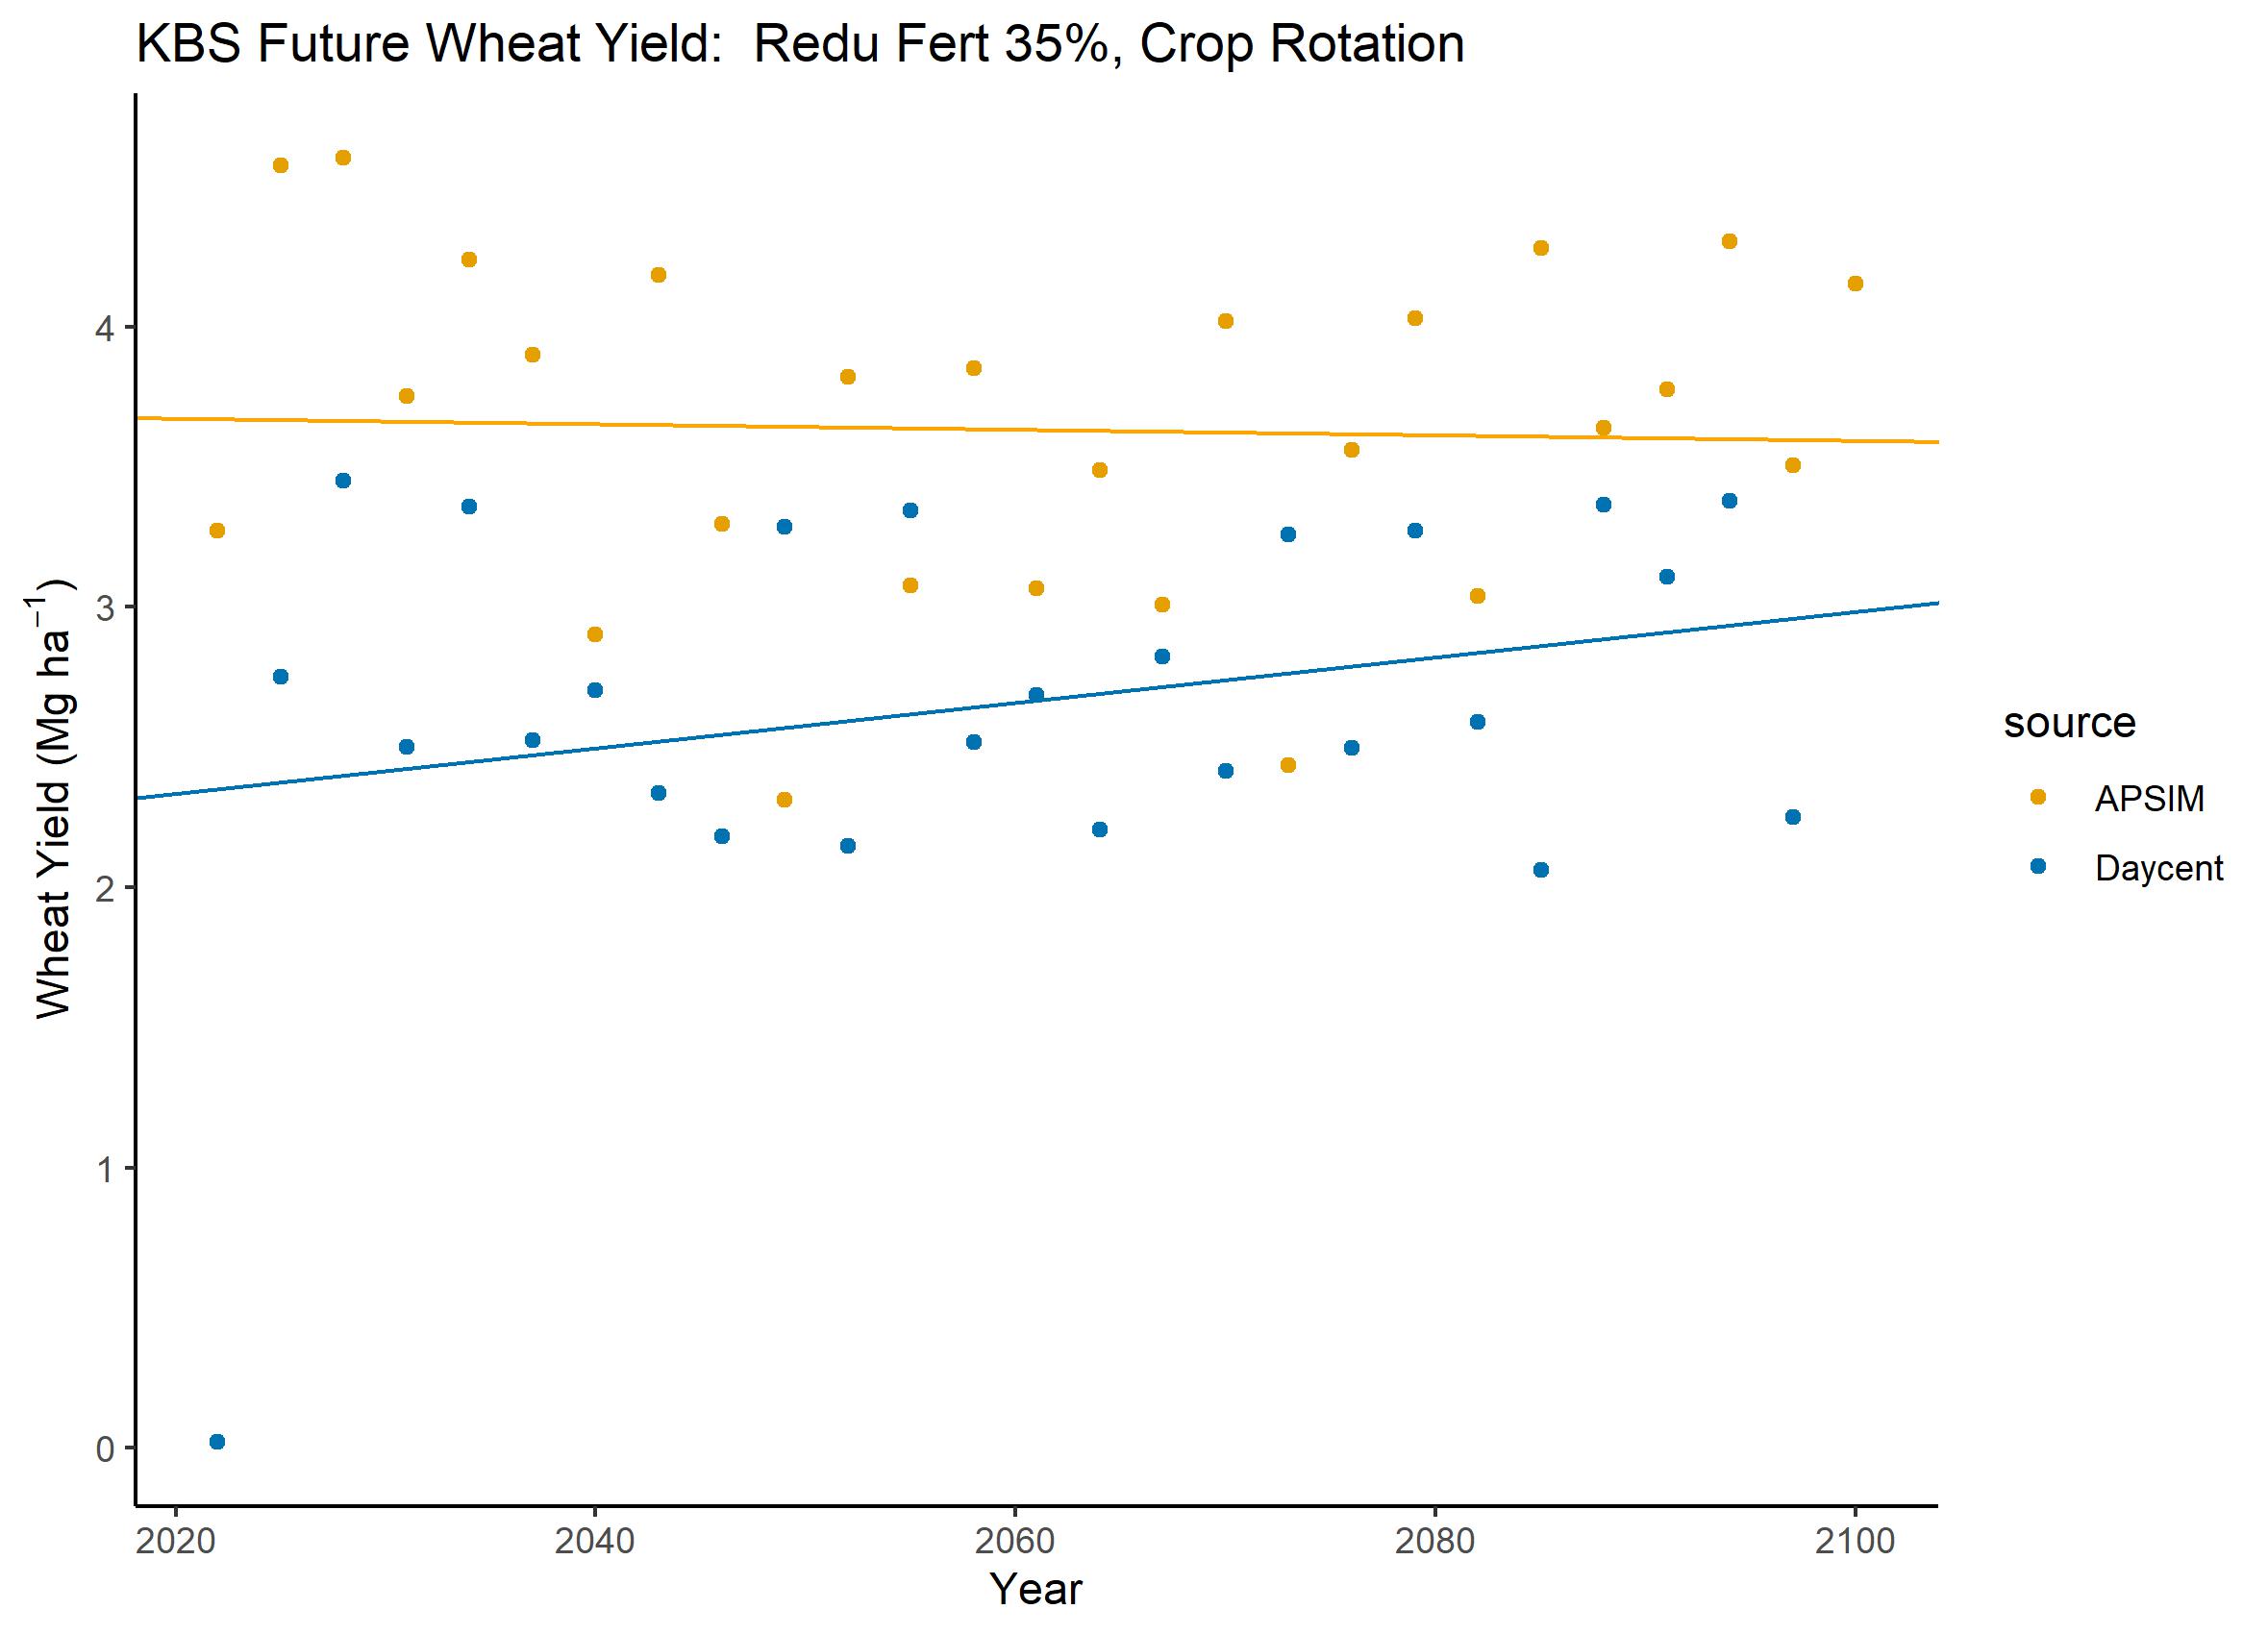 KBS Future Wheat Yield:  Redu Fert 35%, Crop Rotation
Wheat Yield (Mg ha⁻¹)
4
3
2
1
0
2020 2040 2060 2080 2100
Year
source
APSIM
Daycent